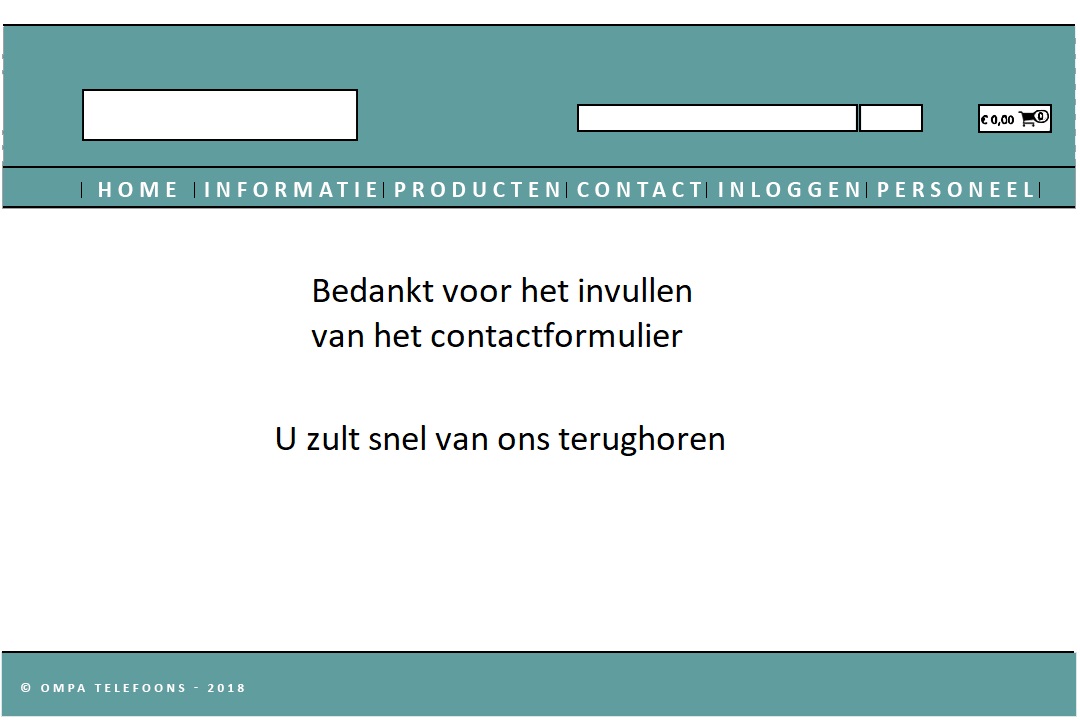 € 0,00 0
HOME INFORMATIE PRODUCTEN CONTACT INLOGGEN PERSONEEL
Bedankt voor het invullen
van het contactformulier
U zult snel van ons terughoren
© OMPA TELEFOONS - 2018